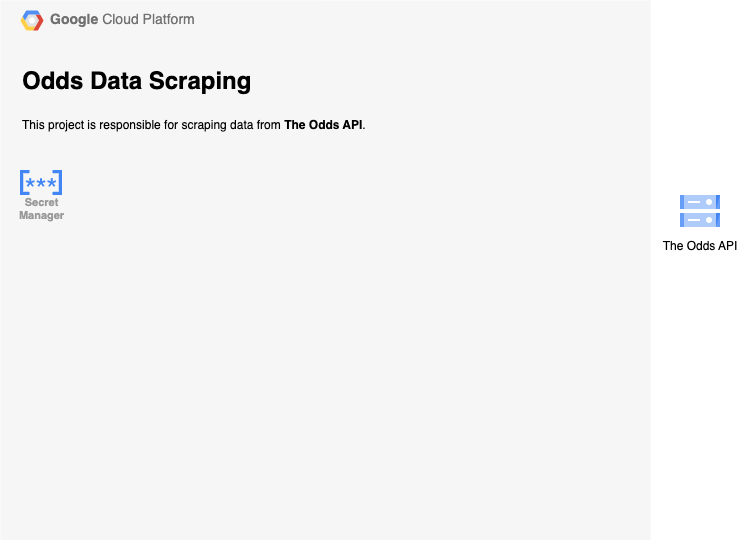 Google Cloud Platform
Odds Data Scraping
This project is responsible for scraping data from The Odds API.
[***]
Secret
Manager
The Odds API